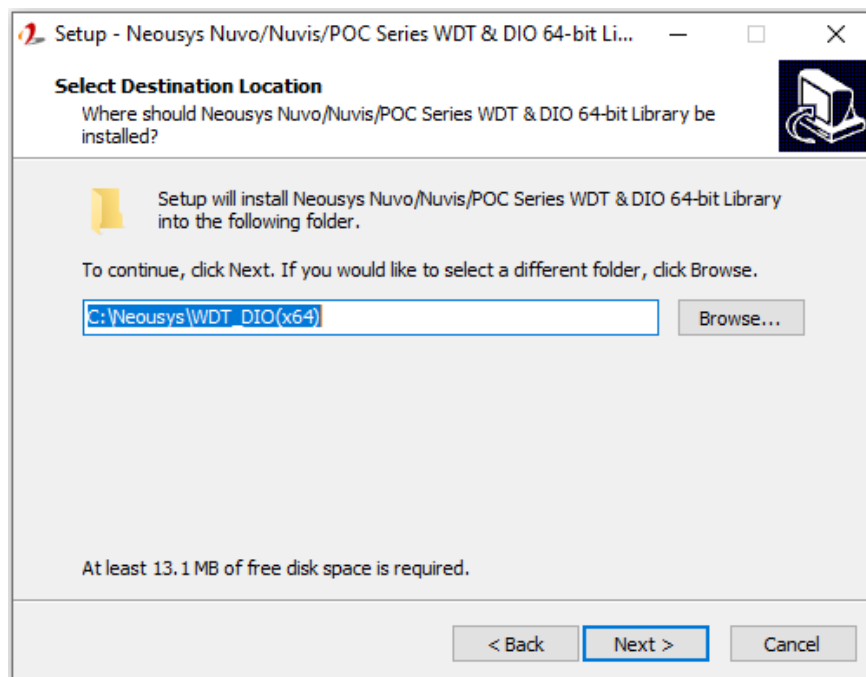 Setup - Neousys Nuvo/Nuvis/POC Series WDT & DIO 64-bit Li...
Select Destination Location
Where should Neousys Nuvo/Nuvis/POC Series WDT & DIO 64-bit Library be
installed?
Setup will install Neousys Nuvo/Nuvis/POC Series WDT & DIO 64-bit Library
into the following folder.
To continue, click Next. If you would like to select a different folder, click Browse.
C:\Neousys\WDT_DIO(x64)
Browse...
At least 13.1 MB of free disk space is required.
< Back
Next >
Cancel